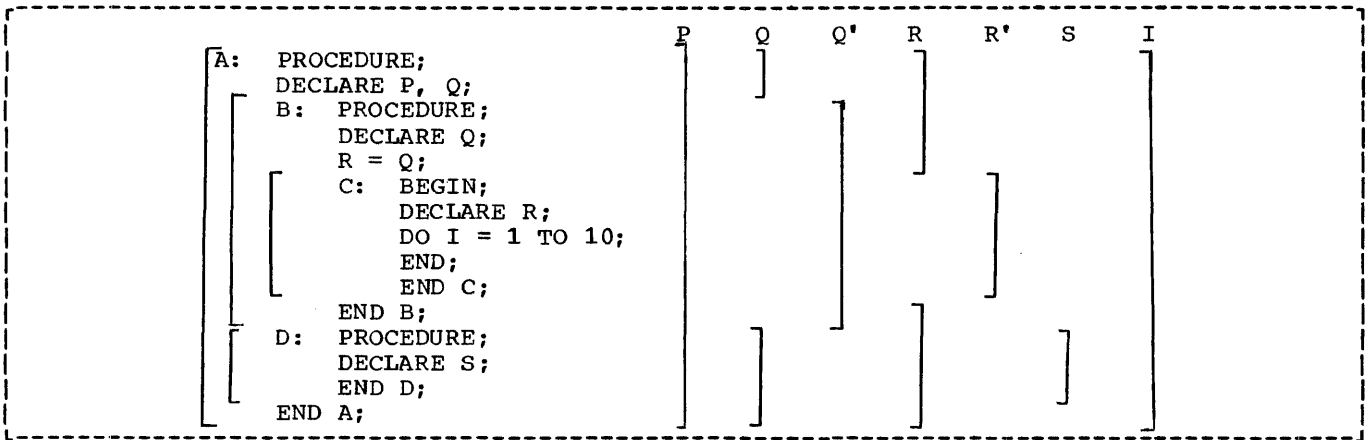 P Q Q' R R' S I
A: PROCEDURE;
DECLARE P, Q;
B: PROCEDURE;
DECLARE Q;
R = Q;
C: BEGIN;
DECLARE R;
DO I = 1 TO 10;
END;
END C;
END B;
D: PROCEDURE;
DECLARE S;
END D;
END A;